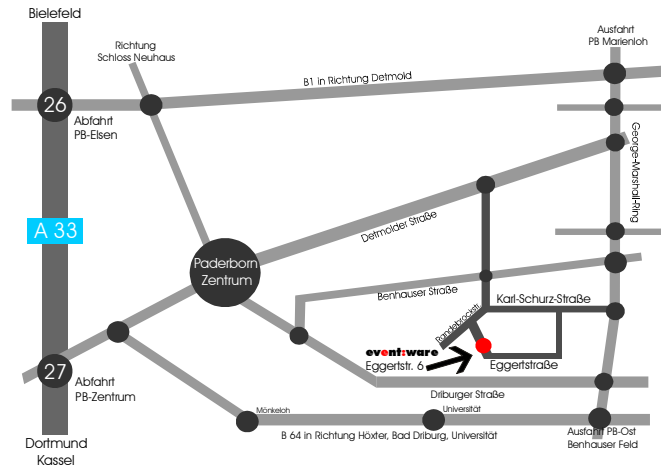 Bielefeld
Ausfahrt
PB Marienloh
Richtung
Schloss Neuhaus
B1 in Richtung Detmold
26
Abfahrt
PB-Elsen
George-Marshall-Ring
A 33
Detmolder Straße
Paderborn
Zentrum
Benhauser Straße
Karl-Schurz-Straße
Randebrockstr.
event:ware
Eggertstr. 6
Eggertstraße
27
Abfahrt
PB-Zentrum
Driburger Straße
Mönkeloh
Universität
B 64 in Richtung Höxter, Bad Driburg, Universität
Ausfahrt PB-Ost
Benhauser Feld
Dortmund
Kassel